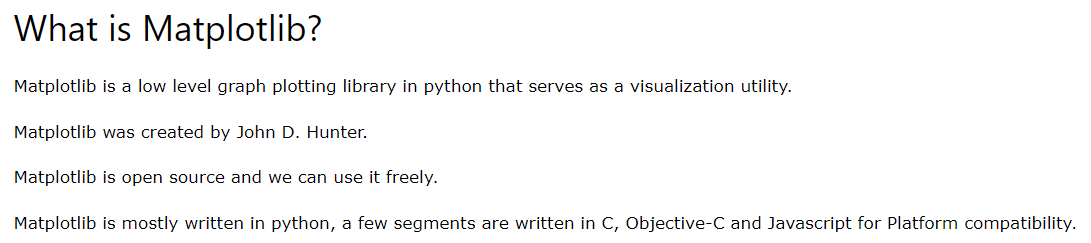 What is Matplotlib?
Matplotlib is a low level graph plotting library in python that serves as a visualization utility.
Matplotlib was created by John D. Hunter.
Matplotlib is open source and we can use it freely.
Matplotlib is mostly written in python, a few segments are written in C, Objective-C and Javascript for Platform compatibility.